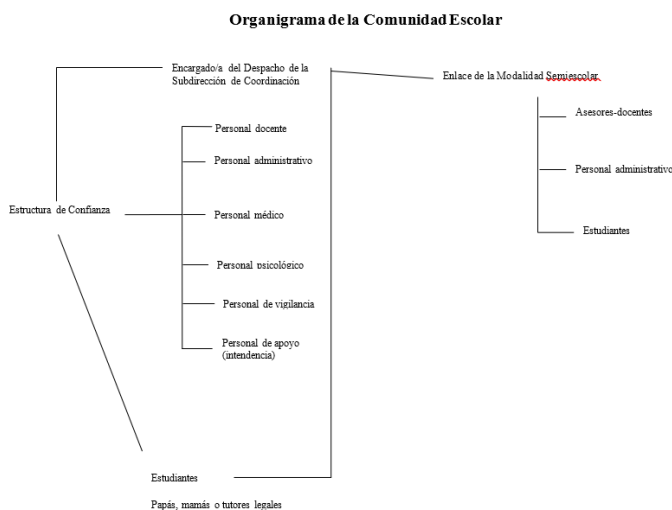 Organigrama de la Comunidad Escolar
Encargado/a del Despacho de la
Subdirección de Coordinación
Enlace de la Modalidad Semiescolar
Personal docente
Asesores-docentes
Personal administrativo
Personal administrativo
Estructura de Confianza
Personal médico
Estudiantes
Personal psicológico
Personal de vigilancia
Personal de apoyo
(intendencia)
Estudiantes
Papás, mamás o tutores legales